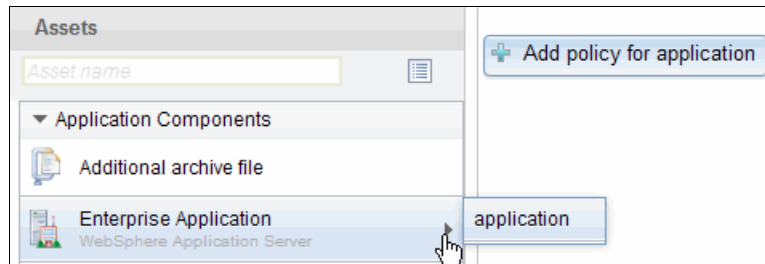 Assets
Asset name
Add policy for application
Application Components
Additional archive file
Enterprise Application
WebSphere Application Server
application